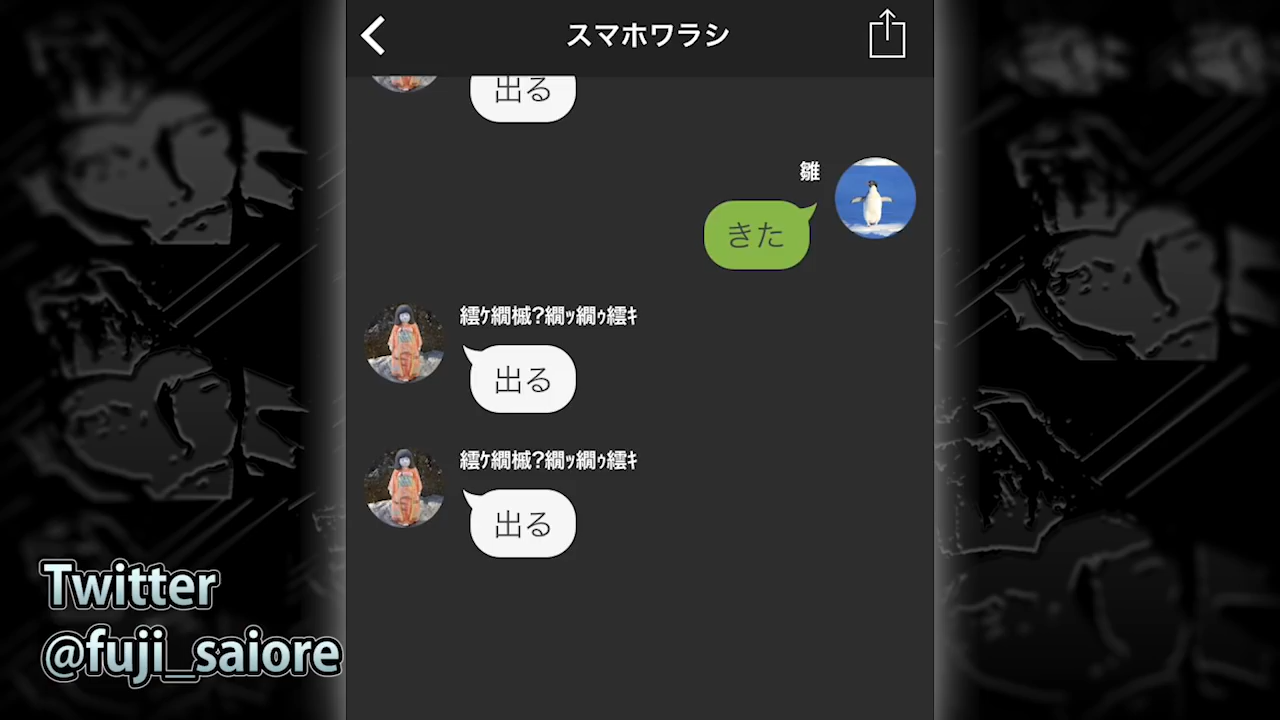 スマホワラシ
出る
雛
きた
繧ｹ繝槭?繝ｯ繝ｩ繧ｷ
出る
繧ｹ繝槭?繝ｯ繝ｩ繧ｷ
出る
Twitter
@fuji_saiore